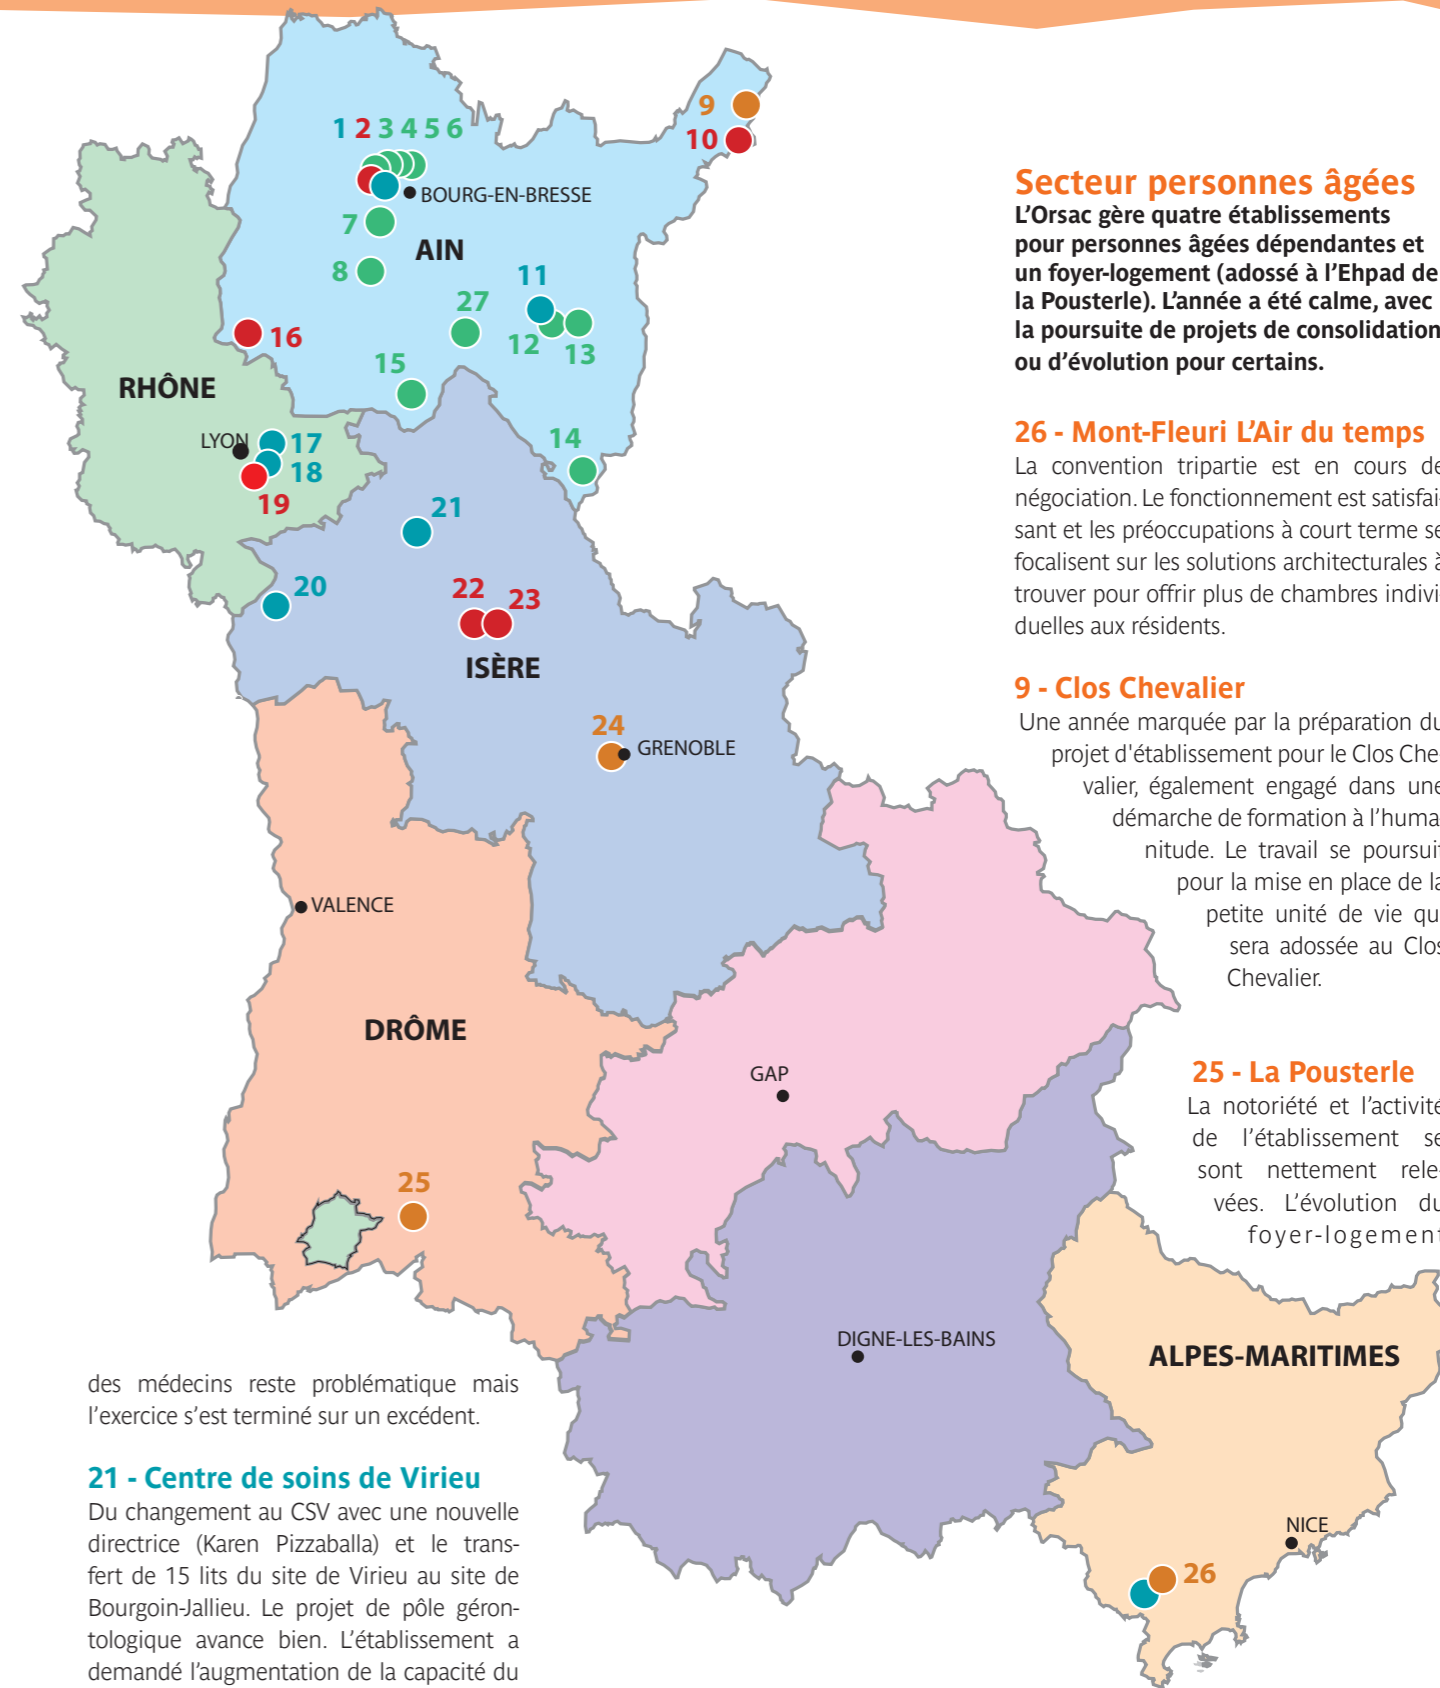 1 2 3 4 5 6
9
10
BOURG-EN-BRESSE
7
AIN
8
11
27
12
13
16
15
RHÔNE
14
LYON
17
18
19
21
20
22
23
ISÈRE
24
GRENOBLE
VALENCE
DRÔME
GAP
25
DIGNE-LES-BAINS
ALPES-MARITIMES
NICE
26
Secteur personnes âgées
L'Orsac gère quatre établissements
pour personnes âgées dépendantes et
un foyer-logement (adossé à l'Ehpad de
la Pousterle). L'année a été calme, avec
la poursuite de projets de consolidation
ou d'évolution pour certains.
26 - Mont-Fleuri L'Air du temps
La convention tripartie est en cours de
négociation. Le fonctionnement est satisfai-
sant et les préoccupations à court terme se
focalisent sur les solutions architecturales à
trouver pour offrir plus de chambres indivi-
duelles aux résidents.
9 - Clos Chevalier
Une année marquée par la préparation du
projet d'établissement pour le Clos Che-
valier, également engagé dans une
démarche de formation à l'huma-
nitude. Le travail se poursuit
pour la mise en place de la
petite unité de vie qui
sera adossée au Clos
Chevalier.
25 - La Pousterle
La notoriété et l'activité
de l'établissement se
sont nettement rele-
vées. L'évolution du
foyer-logement
des médecins reste problématique mais
l'exercice s'est terminé sur un excédent.
21 - Centre de soins de Virieu
Du changement au CSV avec une nouvelle
directrice (Karen Pizzaballa) et le trans-
fert de 15 lits du site de Virieu au site de
Bourgoin-Jallieu. Le projet de pôle géron-
tologique avance bien. L'établissement a
demandé l'augmentation de la capacité du